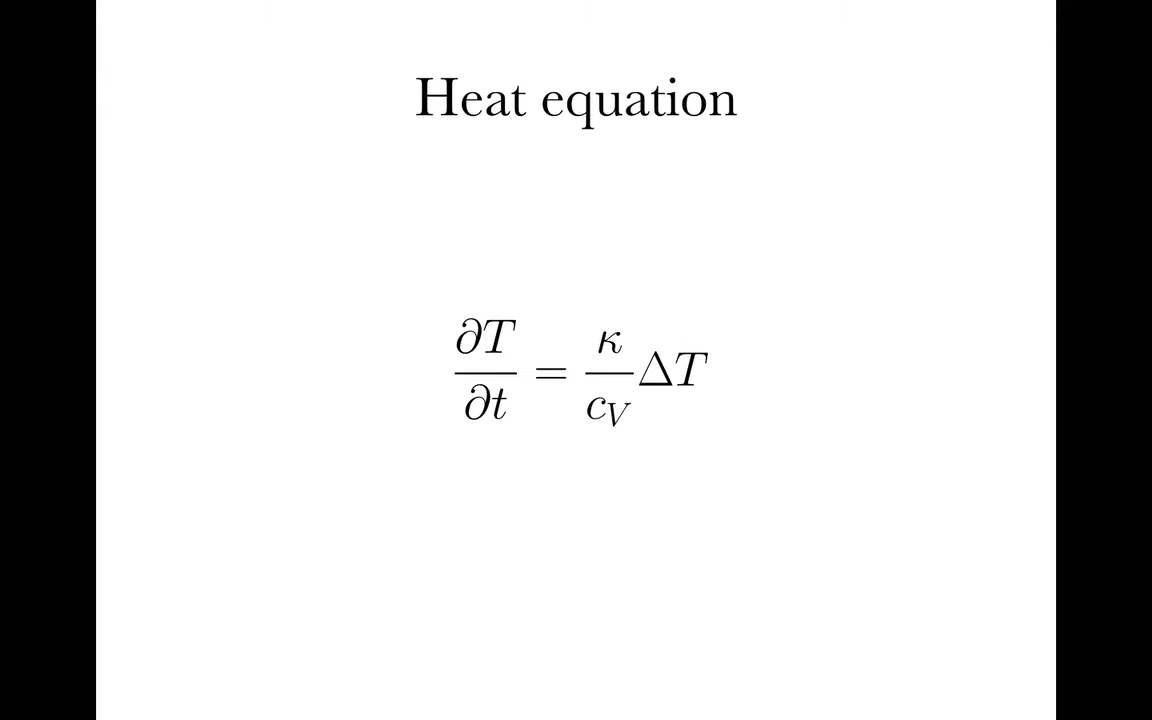 Heat equation
∂T/∂t = κ/c_V ΔT